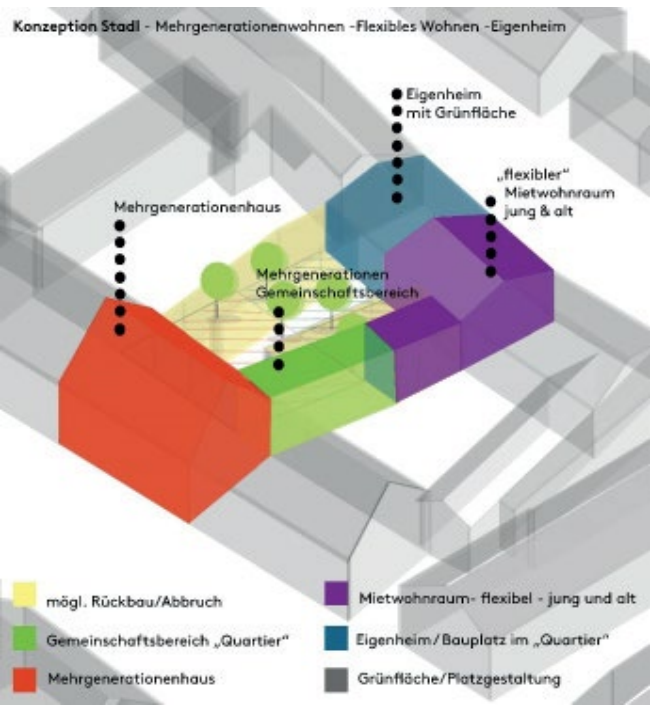 Konzeption Stadl - Mehrgenerationenwohnen -Flexibles Wohnen -Eigenheim
Eigenheim
mit Grünfläche
„flexibler“
Mietwohnraum
jung & alt
Mehrgenerationenhaus
Mehrgenerationen
Gemeinschaftsbereich
mögl. Rückbau/Abbruch
Gemeinschaftsbereich „Quartier“
Mehrgenerationenhaus
Mietwohnraum- flexibel - jung und alt
Eigenheim/Bauplatz im „Quartier“
Grünfläche/Platzgestaltung